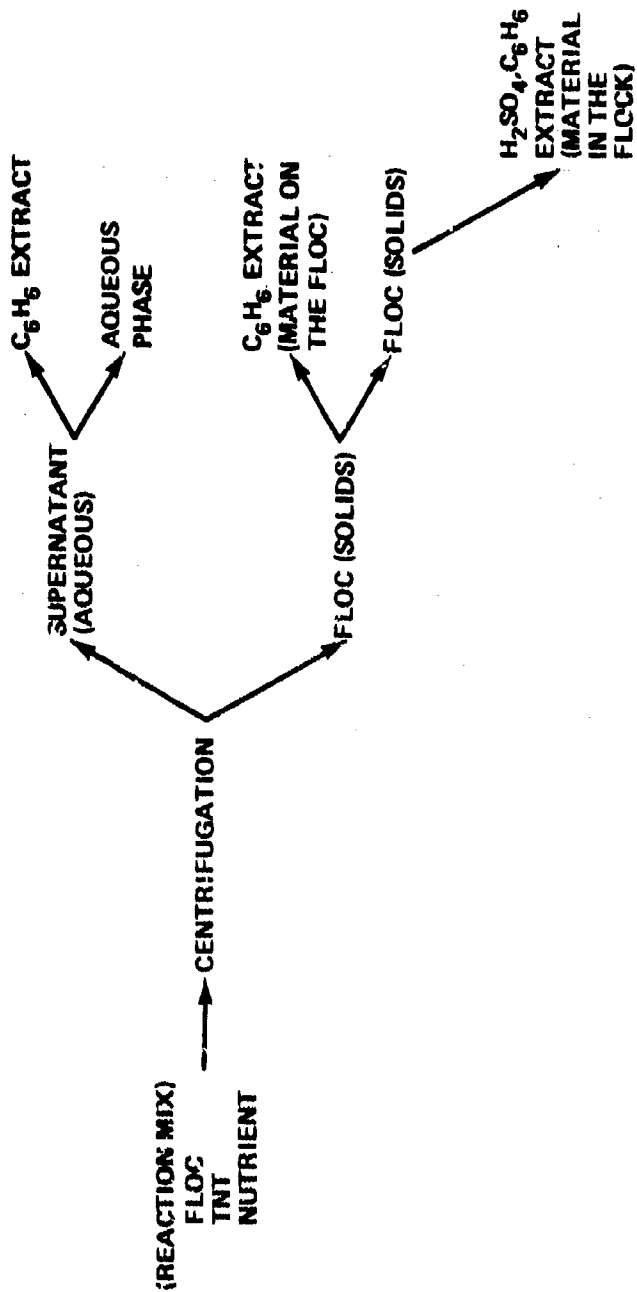 (REACTION MIX)
FLOC
TNT
NUTRIENT
CENTRIFUGATION
SUPERNATANT
(AQUEOUS)
C₆H₆ EXTRACT
AQUEOUS
PHASE
FLOC (SOLIDS)
C₆H₆ EXTRACT
(MATERIAL ON
THE FLOC)
FLOC (SOLIDS)
H₂SO₄,C₆H₆
EXTRACT
(MATERIAL
IN THE
FLOCK)